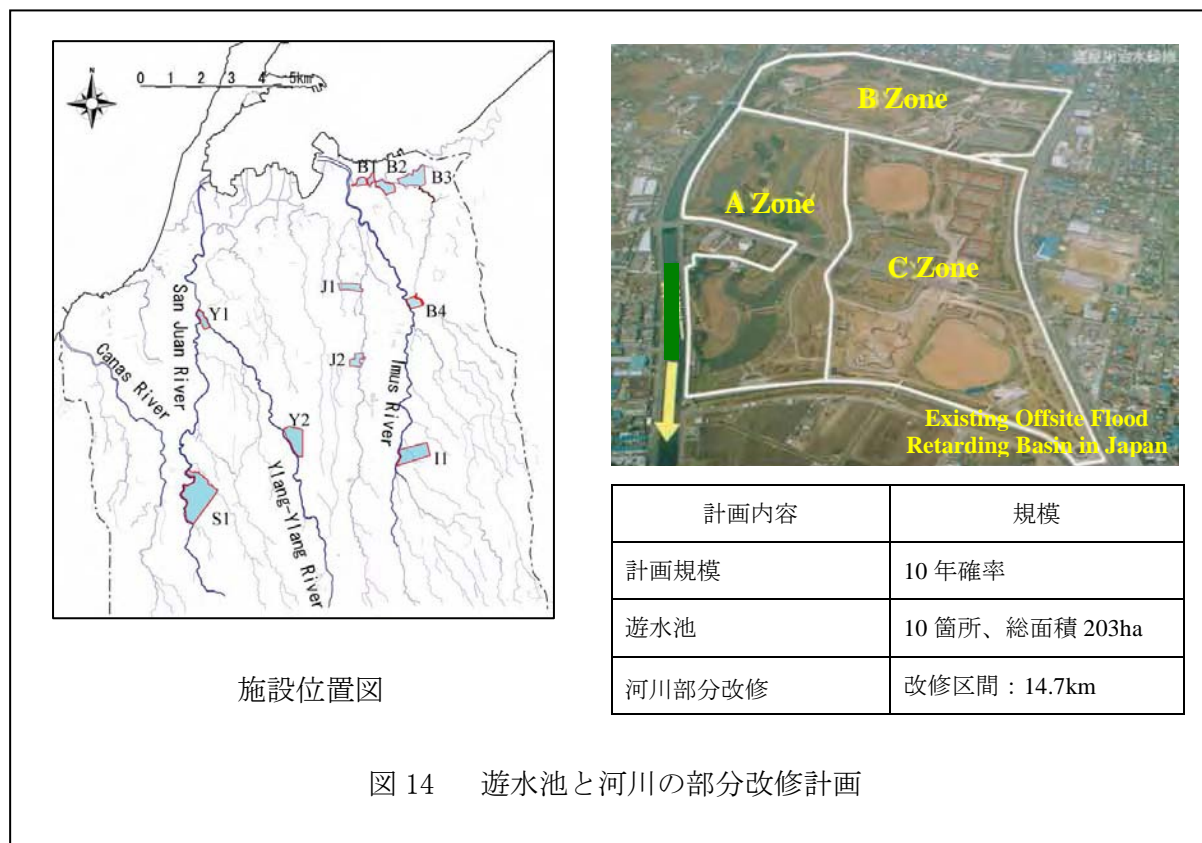 N
0 1 2 3 4 5km
B1
B2
B3
J1
B4
Y1
J2
Y2
I1
S1
San Juan River
Canas River
Imus River
Ylang-Ylang River
施設位置図
B Zone
A Zone
C Zone
Existing Offsite Flood
Retarding Basin in Japan
計画内容 規模
計画規模 10 年確率
遊水池 10 箇所、総面積 203ha
河川部分改修 改修区間：14.7km
図 14 遊水池と河川の部分改修計画